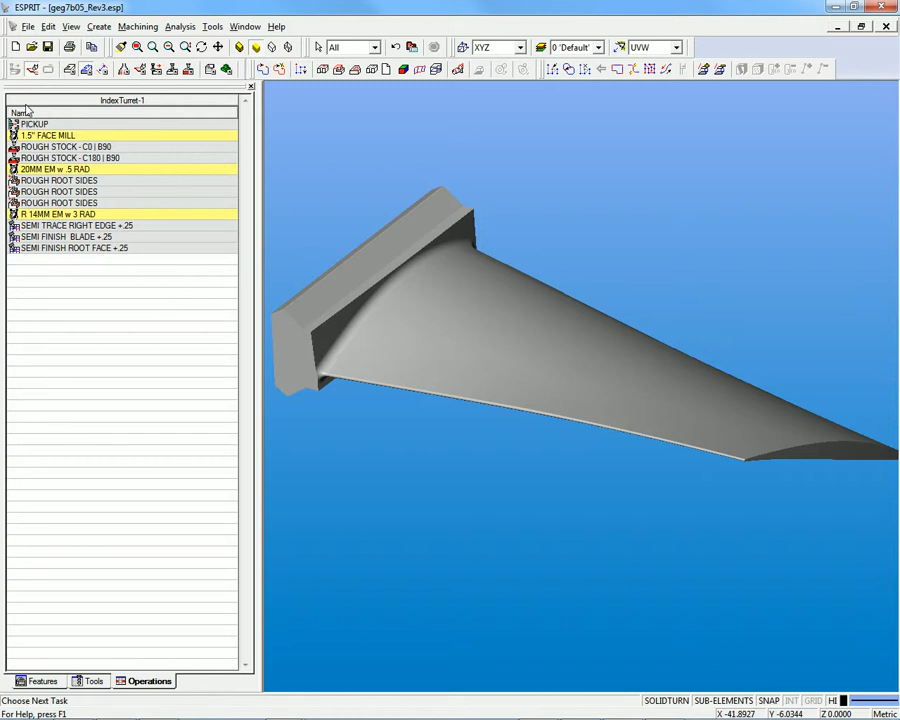 ESPRIT - [geg7b05_Rev3.esp]
File Edit View Create Machining Analysis Tools Window Help
All XYZ 0 'Default' UVW
IndexTurret-1
Name
PICKUP
1.5" FACE MILL
ROUGH STOCK - C0 | B90
ROUGH STOCK - C180 | B90
20MM EM w .5 RAD
ROUGH ROOT SIDES
ROUGH ROOT SIDES
ROUGH ROOT SIDES
R 14MM EM w 3 RAD
SEMI TRACE RIGHT EDGE +.25
SEMI FINISH BLADE +.25
SEMI FINISH ROOT FACE +.25
Features Tools Operations
Choose Next Task SOLIDTURN SUB-ELEMENTS SNAP INT GRID HI
For Help, press F1 X -41.8927 Y -6.0344 Z 0.0000 Metric